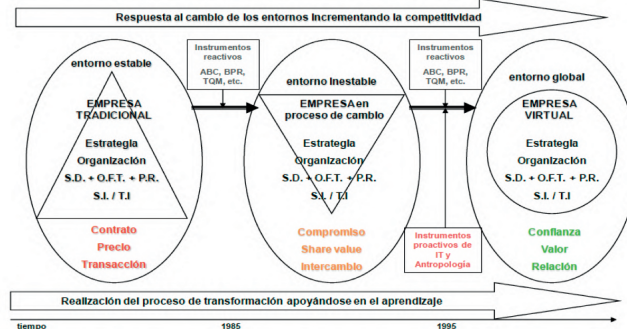 Respuesta al cambio de los entornos incrementando la competitividad
entorno estable
EMPRESA
TRADICIONAL
Estrategia
Organización
S.D. + O.F.T. + P.R.
S.I. / T.I
Contrato
Precio
Transacción
Instrumentos
reactivos
ABC, BPR,
TQM, etc.
entorno Inestable
EMPRESA en
proceso de cambio
Estrategia
Organización
S.D. + O.F.T. + P.R.
S.I. / T.I
Compromiso
Share value
Intercambio
Instrumentos
reactivos
ABC, BPR,
TQM, etc.
Instrumentos
proactivos de
IT y
Antropología
entorno global
EMPRESA
VIRTUAL
Estrategia
Organización
S.D. + O.F.T. + P.R.
S.I. / T.I
Confianza
Valor
Relación
Realización del proceso de transformación apoyándose en el aprendizaje
tiempo 1985 1995